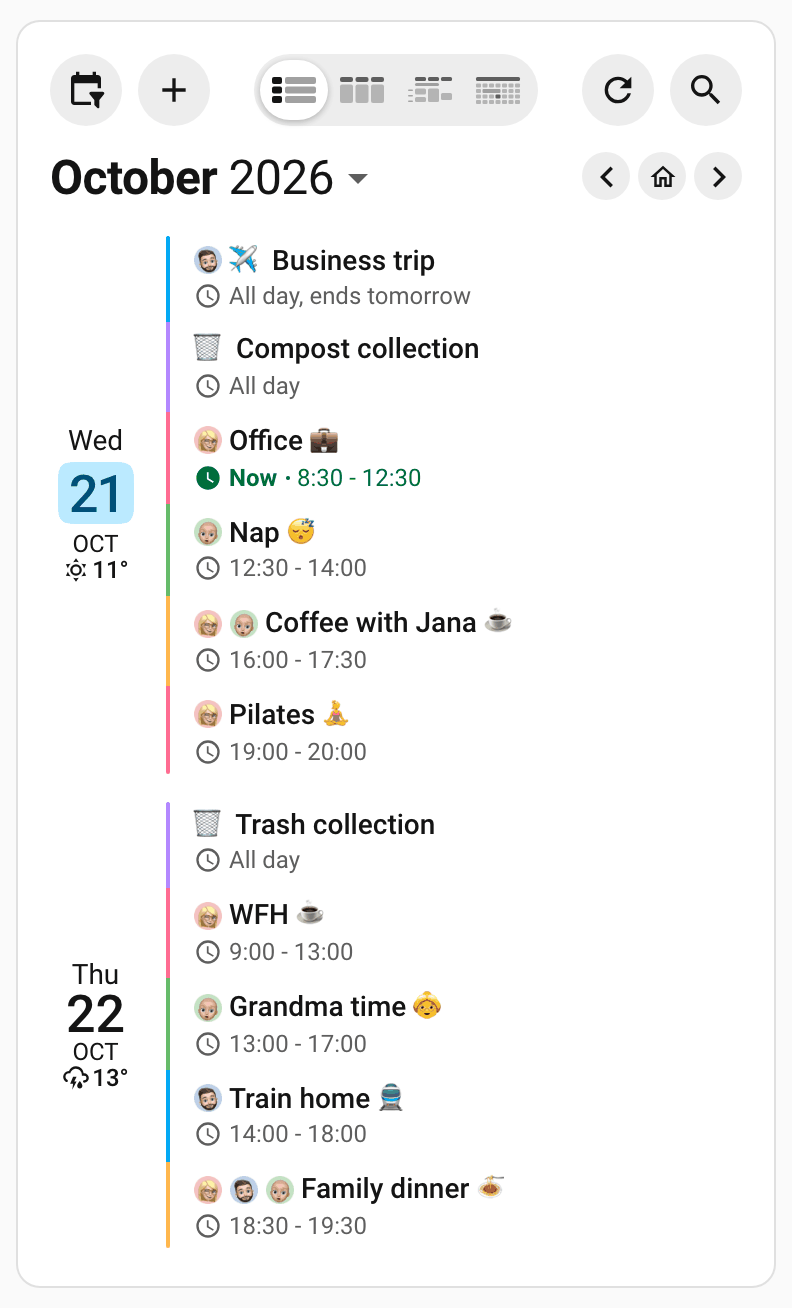 October 2026
Wed
21
OCT
11°
Business trip
All day, ends tomorrow
Compost collection
All day
Office
Now · 8:30 - 12:30
Nap
12:30 - 14:00
Coffee with Jana
16:00 - 17:30
Pilates
19:00 - 20:00
Thu
22
OCT
13°
Trash collection
All day
WFH
9:00 - 13:00
Grandma time
13:00 - 17:00
Train home
14:00 - 18:00
Family dinner
18:30 - 19:30